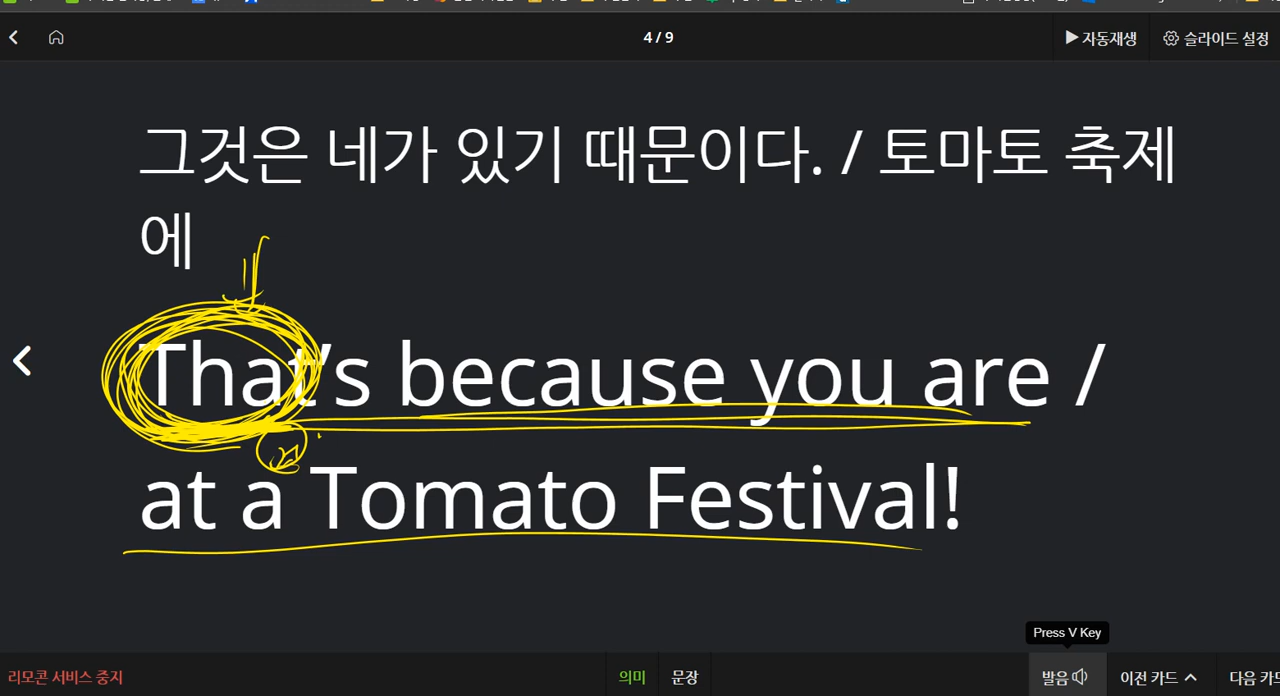 4 / 9
▶ 자동재생
슬라이드 설정
그것은 네가 있기 때문이다. / 토마토 축제
에
That’s because you are /
at a Tomato Festival!
Press V Key
리모콘 서비스 중지
의미
문장
발음
이전 카드
다음 카드